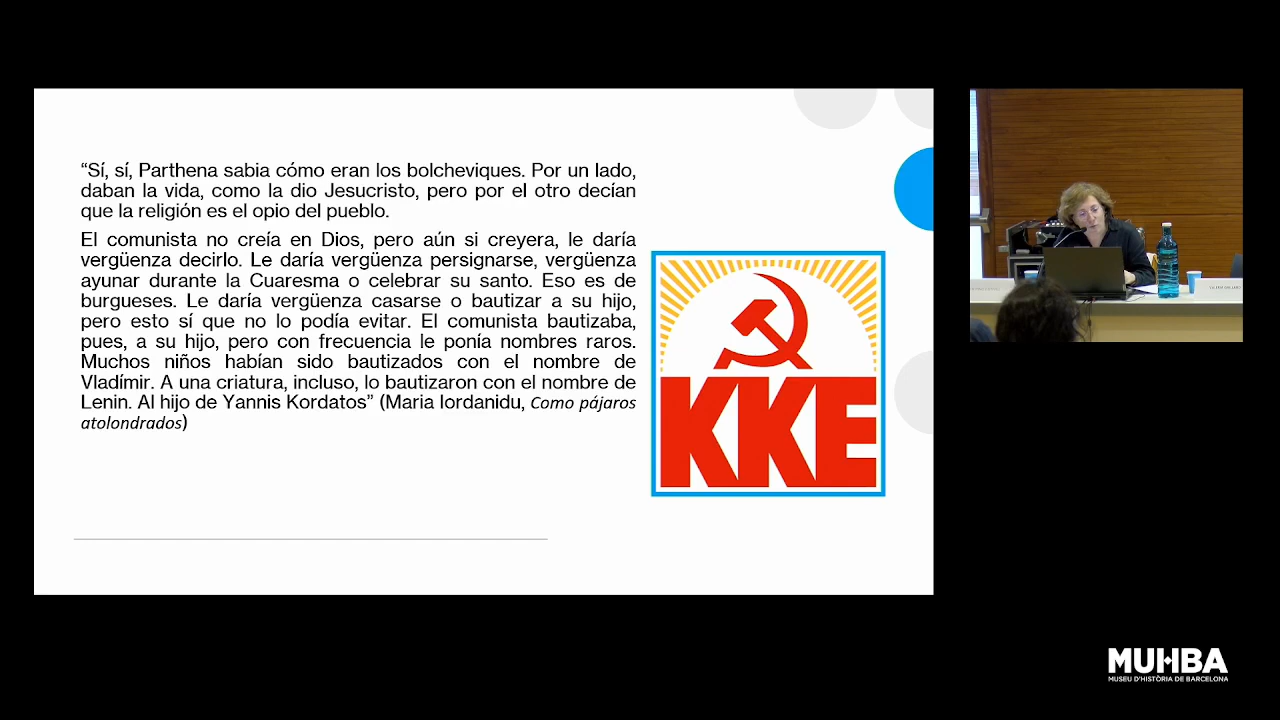 “Sí, sí, Parthena sabia cómo eran los bolcheviques. Por un lado,
daban la vida, como la dio Jesucristo, pero por el otro decían
que la religión es el opio del pueblo.
El comunista no creía en Dios, pero aún si creyera, le daría
vergüenza decirlo. Le daría vergüenza persignarse, vergüenza
ayunar durante la Cuaresma o celebrar su santo. Eso es de
burgueses. Le daría vergüenza casarse o bautizar a su hijo,
pero esto sí que no lo podía evitar. El comunista bautizaba,
pues, a su hijo, pero con frecuencia le ponía nombres raros.
Muchos niños habían sido bautizados con el nombre de
Vladímir. A una criatura, incluso, lo bautizaron con el nombre de
Lenin. Al hijo de Yannis Kordatos” (Maria Iordanidu, Como pájaros
atolondrados)
KKE
MUHBA
MUSEU D'HISTÒRIA DE BARCELONA